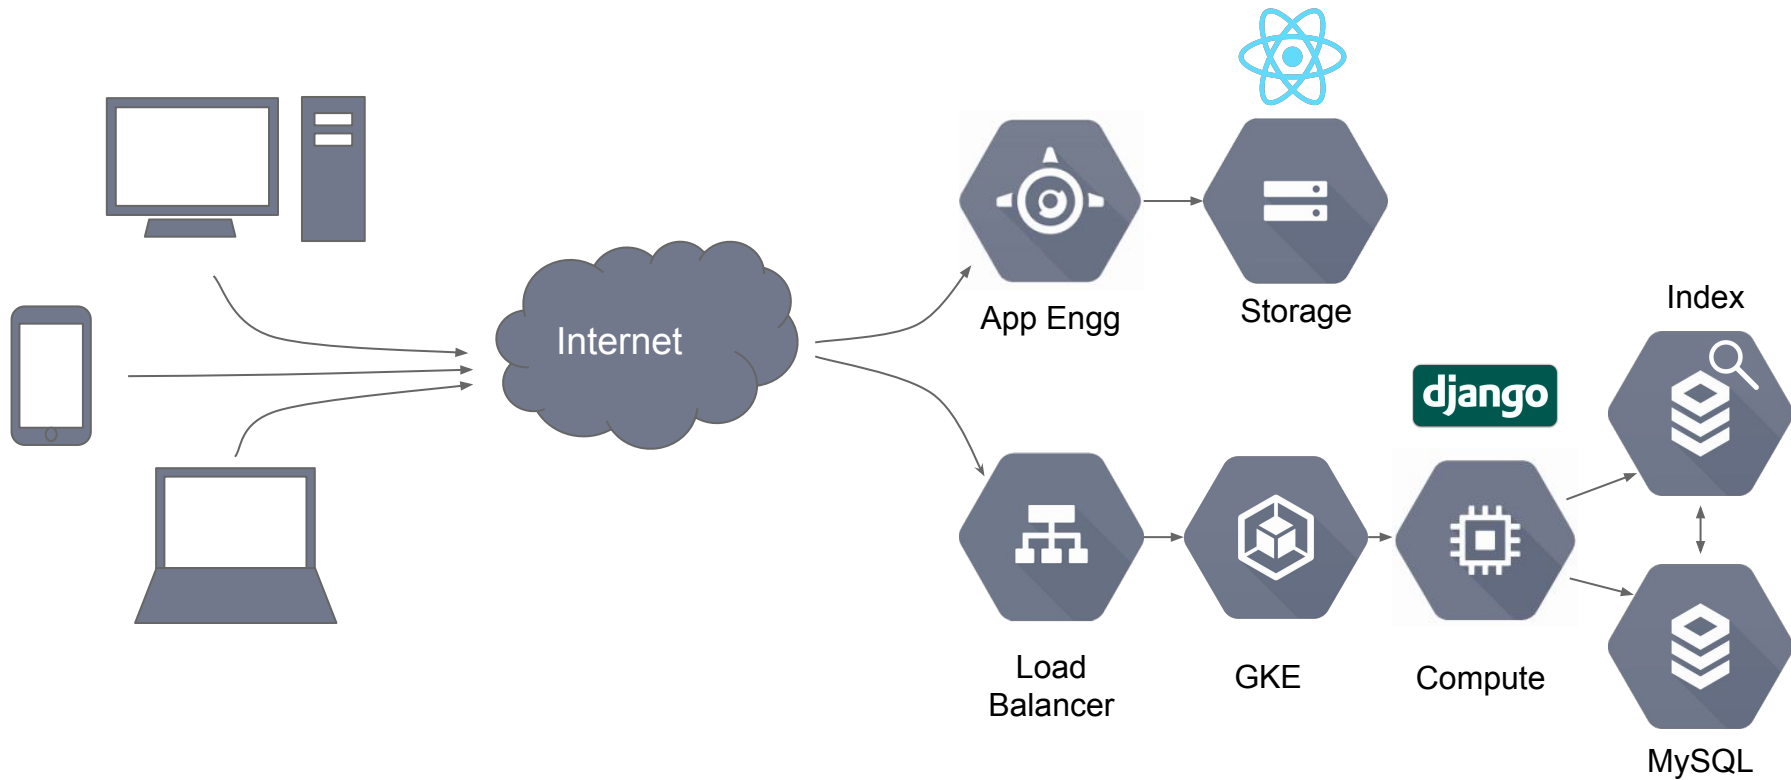 Internet
App Engg
Storage
Index
django
Load
Balancer
GKE
Compute
MySQL